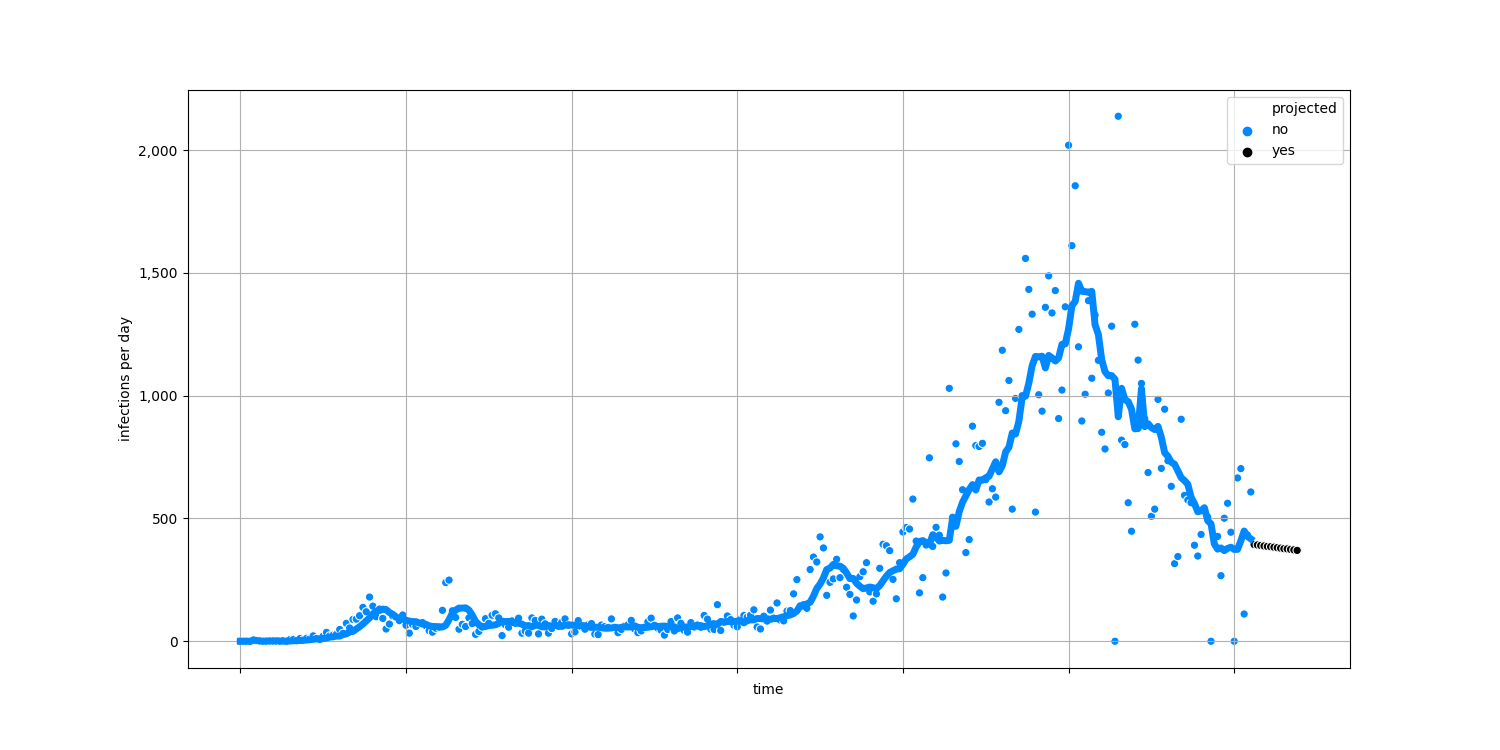 projected
no
yes
2,000
1,500
1,000
500
0
infections per day
time